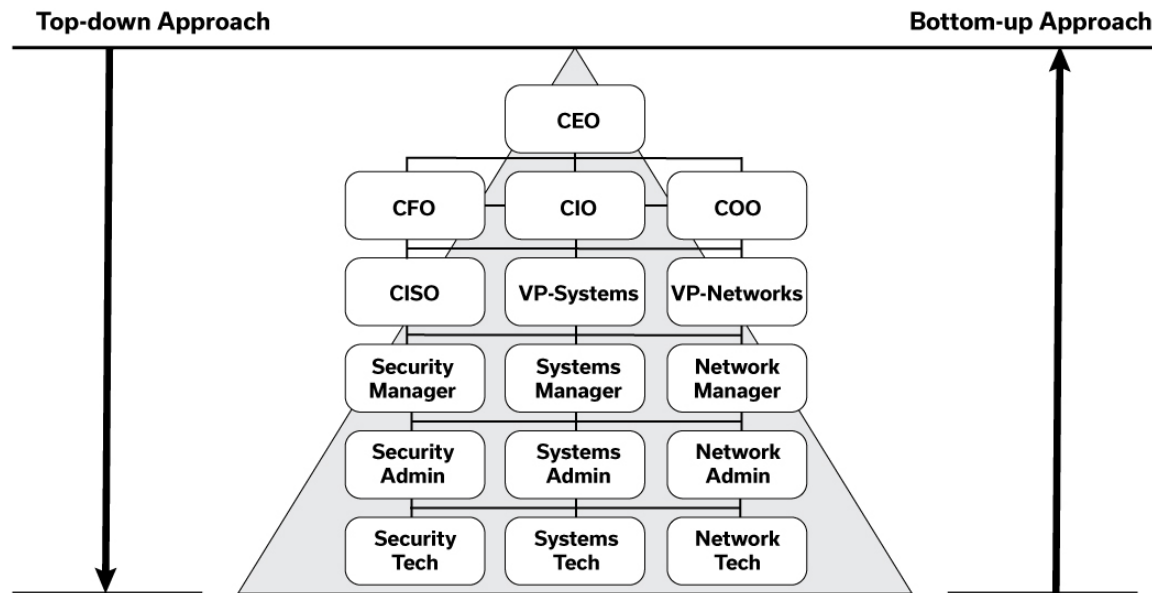 Top-down Approach
Bottom-up Approach
CEO
CFO
CIO
COO
CISO
VP-Systems
VP-Networks
Security
Manager
Systems
Manager
Network
Manager
Security
Admin
Systems
Admin
Network
Admin
Security
Tech
Systems
Tech
Network
Tech